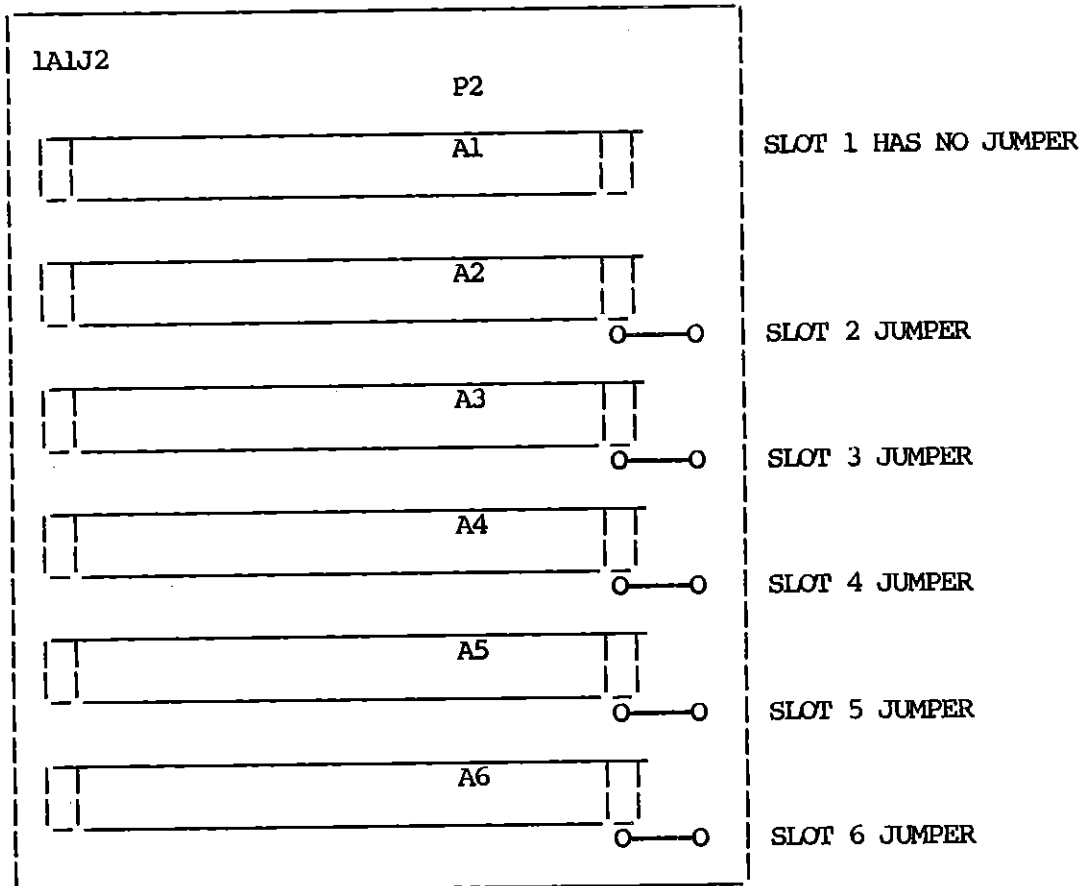 1A1J2
P2
A1
SLOT 1 HAS NO JUMPER
A2
SLOT 2 JUMPER
A3
SLOT 3 JUMPER
A4
SLOT 4 JUMPER
A5
SLOT 5 JUMPER
A6
SLOT 6 JUMPER